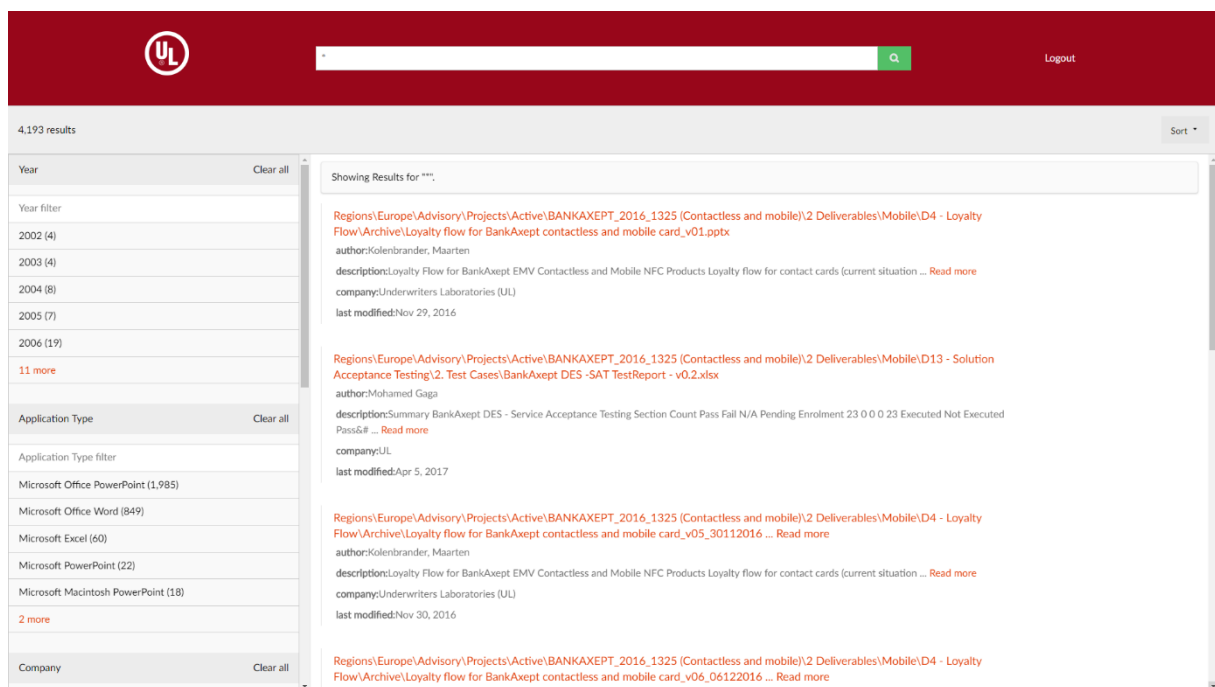 UL
*
Logout
4,193 results
Sort
Year Clear all
Year filter
2002 (4)
2003 (4)
2004 (8)
2005 (7)
2006 (19)
11 more
Application Type Clear all
Application Type filter
Microsoft Office PowerPoint (1,985)
Microsoft Office Word (849)
Microsoft Excel (60)
Microsoft PowerPoint (22)
Microsoft Macintosh PowerPoint (18)
2 more
Company Clear all
Showing Results for "*".
Regions\Europe\Advisory\Projects\Active\BANKAXEPT_2016_1325 (Contactless and mobile)\2 Deliverables\Mobile\D4 - Loyalty
Flow\Archive\Loyalty flow for BankAxept contactless and mobile card_v01.pptx
author:Kolenbrander, Maarten
description:Loyalty Flow for BankAxept EMV Contactless and Mobile NFC Products Loyalty flow for contact cards (current situation ... Read more
company:Underwriters Laboratories (UL)
last modified:Nov 29, 2016
Regions\Europe\Advisory\Projects\Active\BANKAXEPT_2016_1325 (Contactless and mobile)\2 Deliverables\Mobile\D13 - Solution
Acceptance Testing\2. Test Cases\BankAxept DES -SAT TestReport - v0.2.xlsx
author:Mohamed Gaga
description:Summary BankAxept DES - Service Acceptance Testing Section Count Pass Fail N/A Pending Enrolment 23 0 0 0 23 Executed Not Executed
Pass&# ... Read more
company:UL
last modified:Apr 5, 2017
Regions\Europe\Advisory\Projects\Active\BANKAXEPT_2016_1325 (Contactless and mobile)\2 Deliverables\Mobile\D4 - Loyalty
Flow\Archive\Loyalty flow for BankAxept contactless and mobile card_v05_30112016 ... Read more
author:Kolenbrander, Maarten
description:Loyalty Flow for BankAxept EMV Contactless and Mobile NFC Products Loyalty flow for contact cards (current situation ... Read more
company:Underwriters Laboratories (UL)
last modified:Nov 30, 2016
Regions\Europe\Advisory\Projects\Active\BANKAXEPT_2016_1325 (Contactless and mobile)\2 Deliverables\Mobile\D4 - Loyalty
Flow\Archive\Loyalty flow for BankAxept contactless and mobile card_v06_06122016 ... Read more